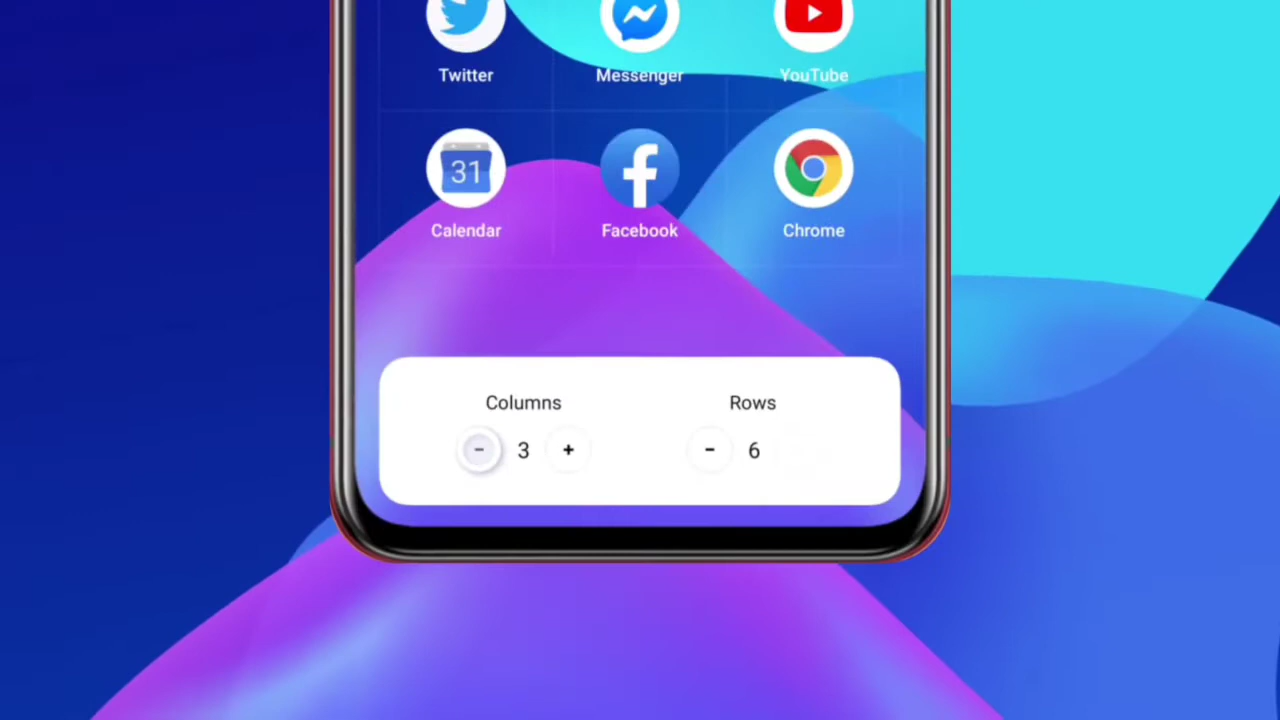 Twitter Messenger YouTube
31
Calendar Facebook Chrome
Columns Rows
- 3 + - 6